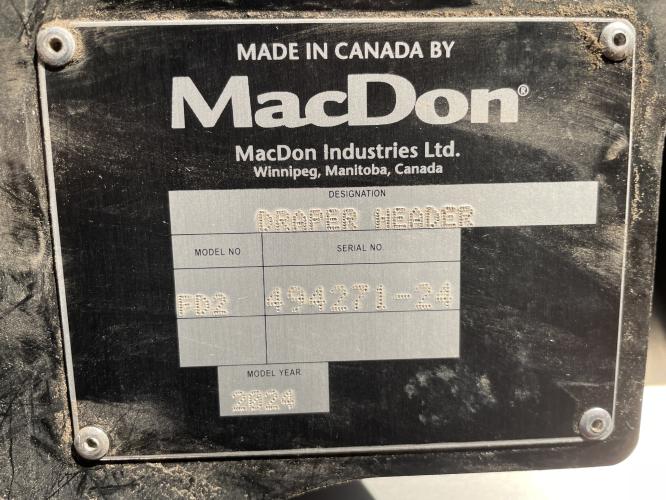 MADE IN CANADA BY
MacDon®
MacDon Industries Ltd.
Winnipeg, Manitoba, Canada
DESIGNATION
DRAPER HEADER
MODEL NO
SERIAL NO.
FD2
494271-24
MODEL YEAR
2024